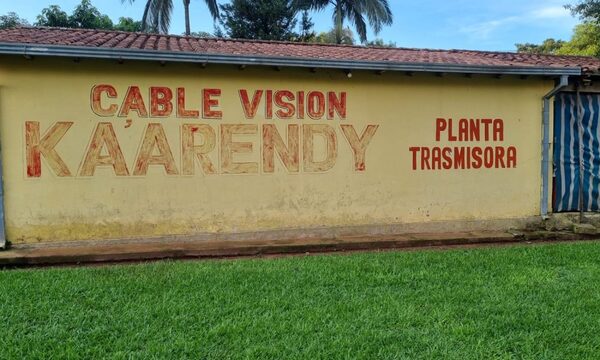 CABLE VISION
KA'ARENDY
PLANTA
TRASMISORA